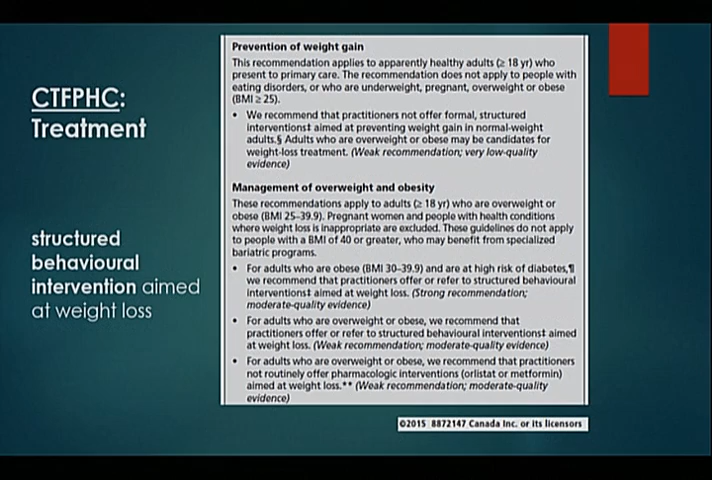 CTFPHC:
Treatment
structured
behavioural
intervention aimed
at weight loss
Prevention of weight gain
This recommendation applies to apparently healthy adults (≥ 18 yr) who
present to primary care. The recommendation does not apply to people with
eating disorders, or who are underweight, pregnant, overweight or obese
(BMI ≥ 25).
• We recommend that practitioners not offer formal, structured
interventions‡ aimed at preventing weight gain in normal-weight
adults.§ Adults who are overweight or obese may be candidates for
weight-loss treatment. (Weak recommendation; very low-quality
evidence)
Management of overweight and obesity
These recommendations apply to adults (≥ 18 yr) who are overweight or
obese (BMI 25–39.9). Pregnant women and people with health conditions
where weight loss is inappropriate are excluded. These guidelines do not apply
to people with a BMI of 40 or greater, who may benefit from specialized
bariatric programs.
• For adults who are obese (BMI 30–39.9) and are at high risk of diabetes,¶
we recommend that practitioners offer or refer to structured behavioural
interventions‡ aimed at weight loss. (Strong recommendation;
moderate-quality evidence)
• For adults who are overweight or obese, we recommend that
practitioners offer or refer to structured behavioural interventions‡ aimed
at weight loss. (Weak recommendation; moderate-quality evidence)
• For adults who are overweight or obese, we recommend that practitioners
not routinely offer pharmacologic interventions (orlistat or metformin)
aimed at weight loss.** (Weak recommendation; moderate-quality
evidence)
©2015 8872147 Canada Inc. or its licensors